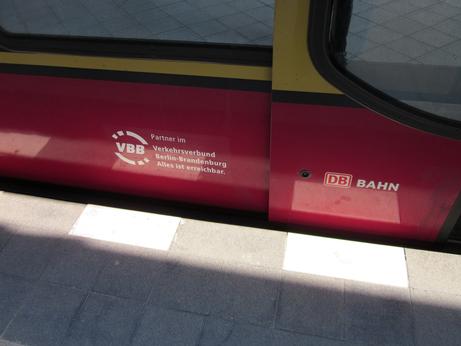 Partner im
VBB
Verkehrsverbund
Berlin-Brandenburg
Alles ist erreichbar.
DB BAHN